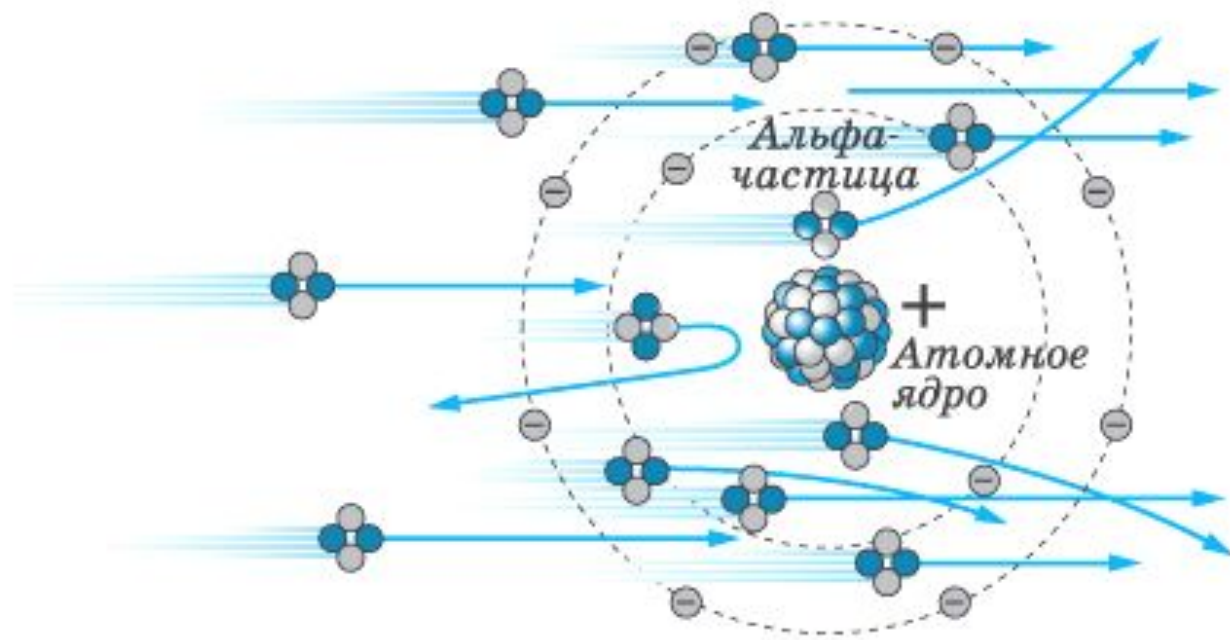 Альфа-
частица
+
Атомное
ядро